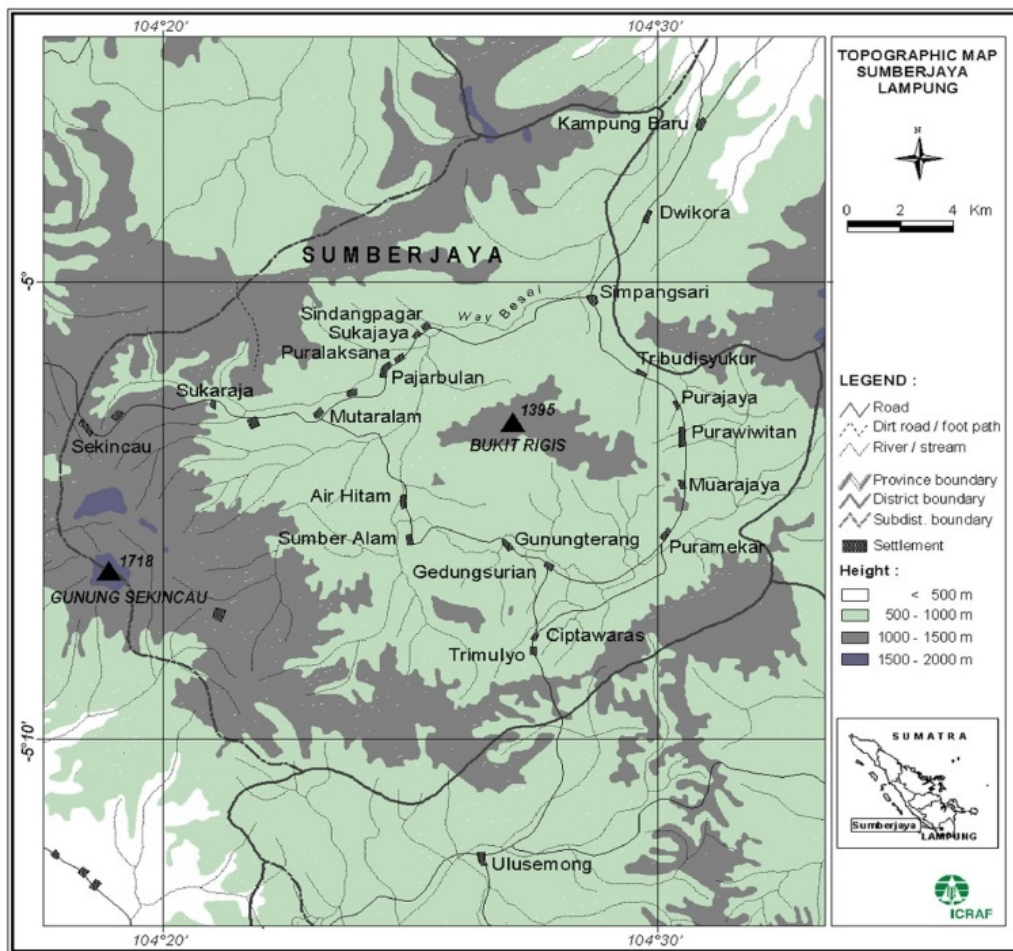 104°20'
104°30'
TOPOGRAPHIC MAP
SUMBERJAYA
LAMPUNG
N
0 2 4 Km
Kampung Baru
Dwikora
SUMBERJAYA
-5°
Way Besai
Simpangsari
Sindangpagar
Sukajaya
Puralaksana
Tribudisyukur
Pajarbulan
Sukaraja
Purajaya
1395
Mutaralam
BUKIT RIGIS
Purawiwitan
Sekincau
Muarajaya
Air Hitam
Sumber Alam
Gunungterang
Puramekar
1718
Gedungsurian
GUNUNG SEKINCAU
Ciptawaras
Trimulyo
-5°10'
Ulusemong
104°20'
104°30'
LEGEND :
Road
Dirt road / foot path
River / stream
Province boundary
District boundary
Subdist. boundary
Settlement
Height :
< 500 m
500 - 1000 m
1000 - 1500 m
1500 - 2000 m
SUMATRA
Sumberjaya
LAMPUNG
ICRAF